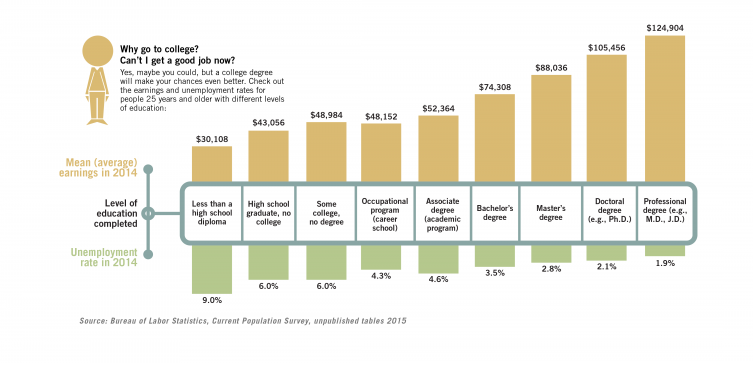 Why go to college?
Can't I get a good job now?
Yes, maybe you could, but a college degree
will make your chances even better. Check out
the earnings and unemployment rates for
people 25 years and older with different levels
of education:
$30,108
$43,056
$48,984
$48,152
$52,364
$74,308
$88,036
$105,456
$124,904
Mean (average)
earnings in 2014
Level of
education
completed
Less than a
high school
diploma
High school
graduate, no
college
Some
college,
no degree
Occupational
program
(career
school)
Associate
degree
(academic
program)
Bachelor's
degree
Master's
degree
Doctoral
degree
(e.g., Ph.D.)
Professional
degree (e.g.,
M.D., J.D.)
Unemployment
rate in 2014
9.0%
6.0%
6.0%
4.3%
4.6%
3.5%
2.8%
2.1%
1.9%
Source: Bureau of Labor Statistics, Current Population Survey, unpublished tables 2015